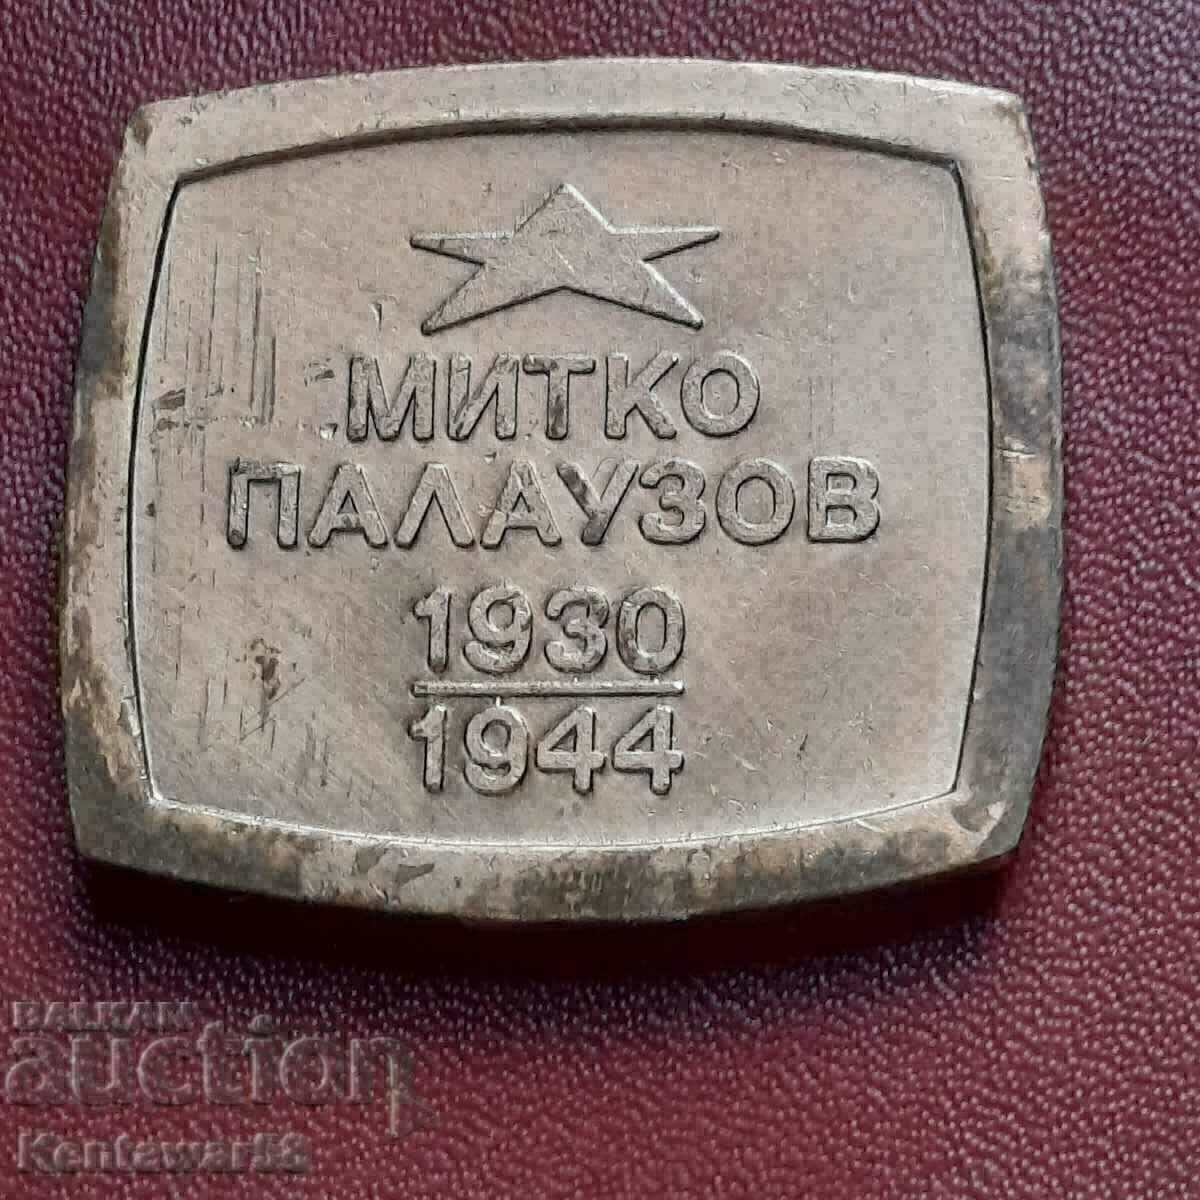 МИТКО
ПАЛАУЗОВ
1930
1944
BALKAN
auction
Kentawar58